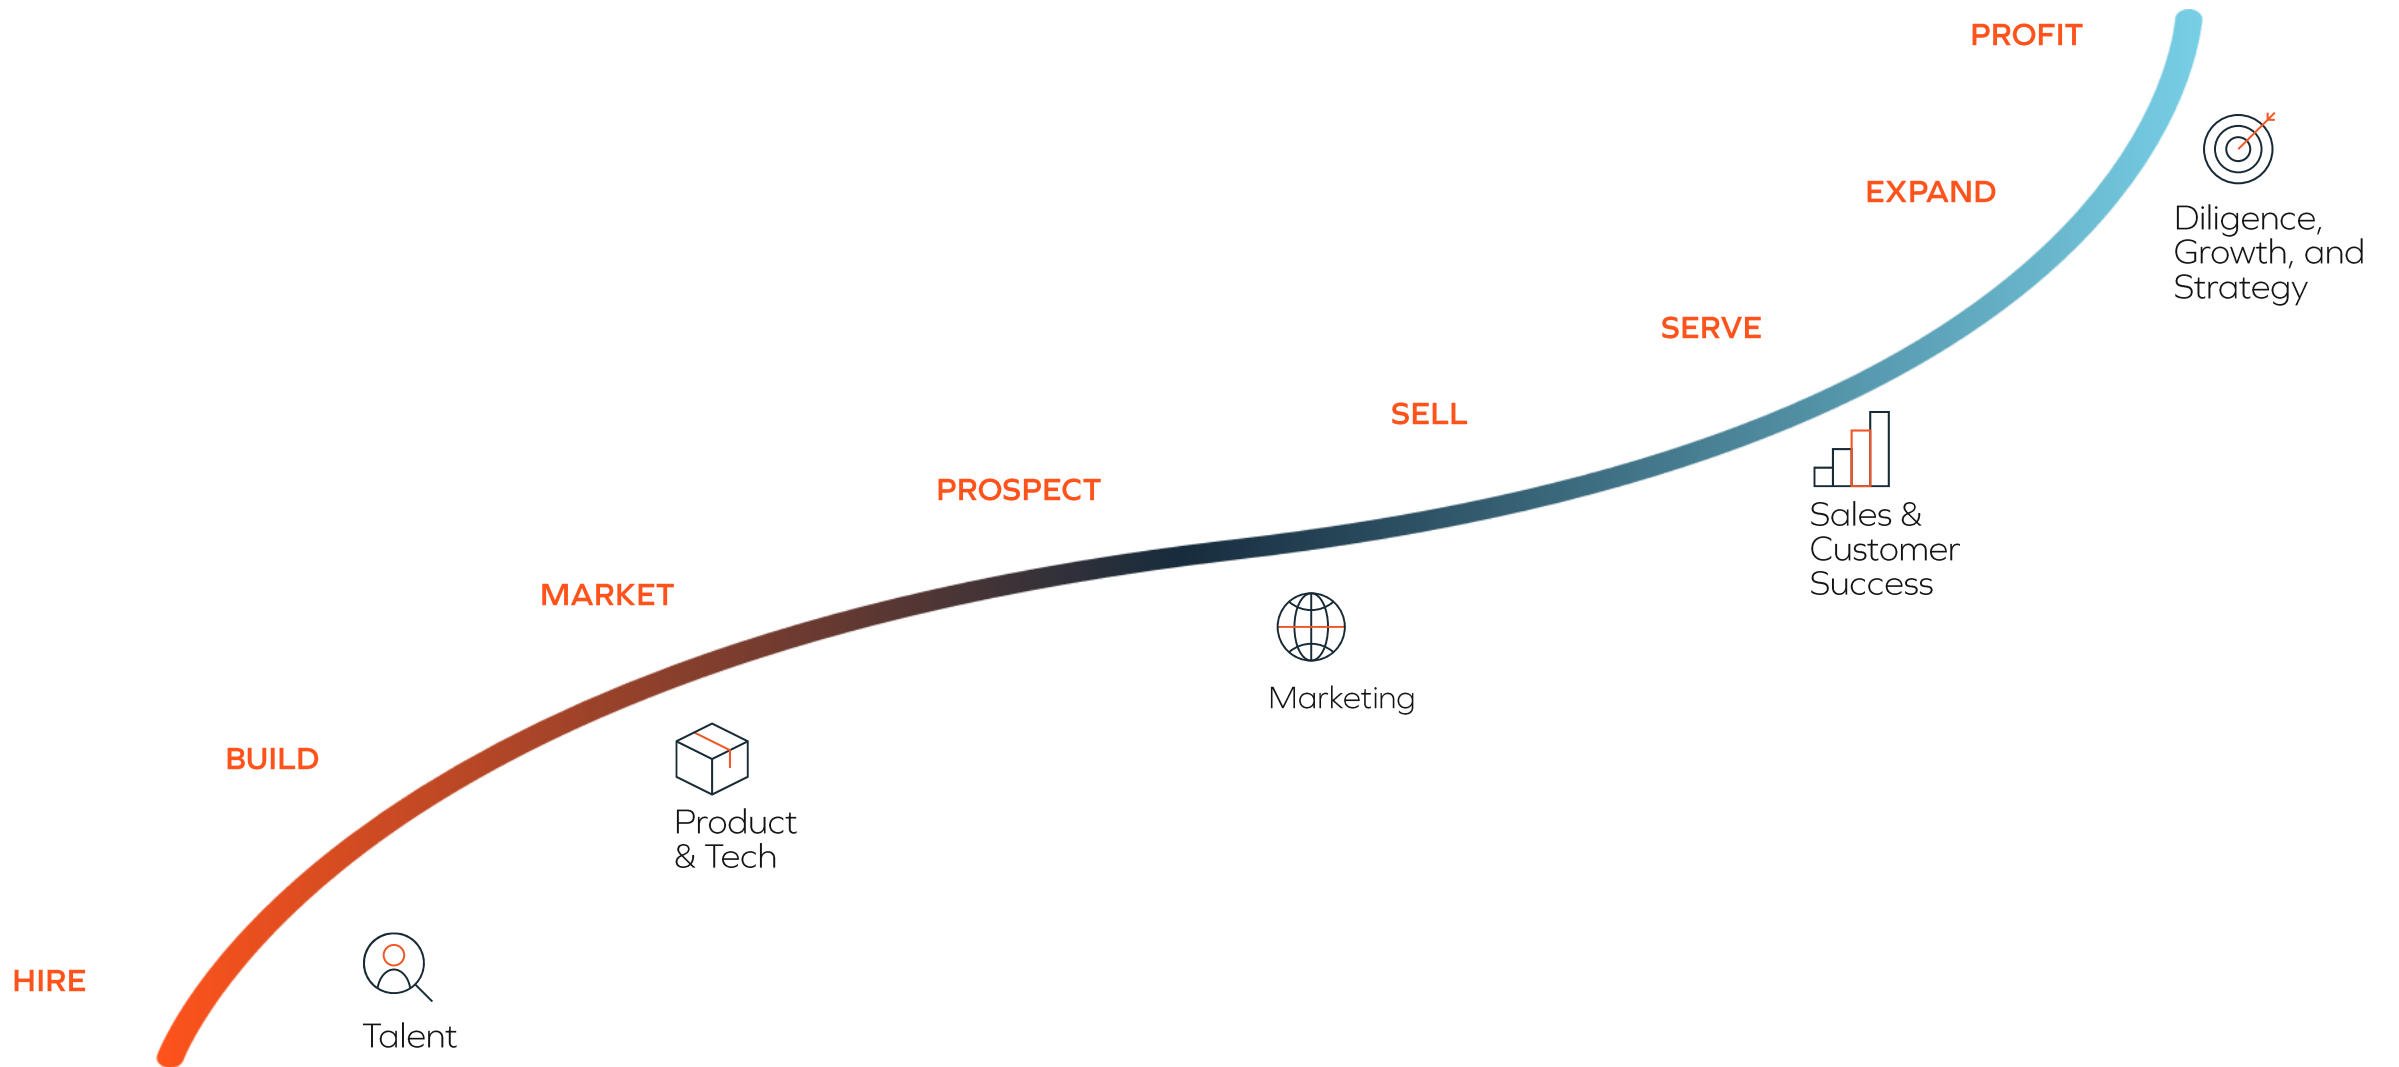 PROFIT
EXPAND
Diligence,
Growth, and
Strategy
SERVE
SELL
PROSPECT
Sales &
Customer
Success
MARKET
Marketing
BUILD
Product
& Tech
HIRE
Talent